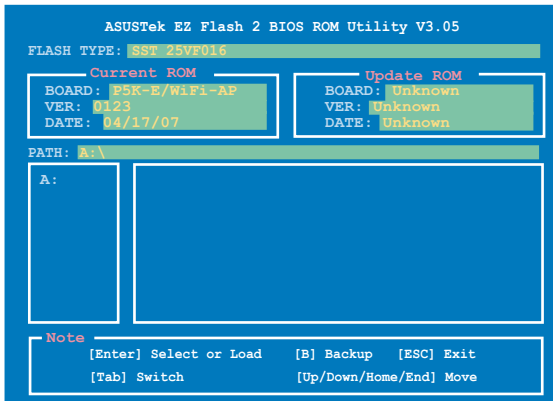 ASUSTek EZ Flash 2 BIOS ROM Utility V3.05
FLASH TYPE: SST 25VF016
Current ROM
BOARD: P5K-E/WiFi-AP
VER: 0123
DATE: 04/17/07
Update ROM
BOARD: Unknown
VER: Unknown
DATE: Unknown
PATH: A:\
A:
Note
[Enter] Select or Load [B] Backup [ESC] Exit
[Tab] Switch [Up/Down/Home/End] Move